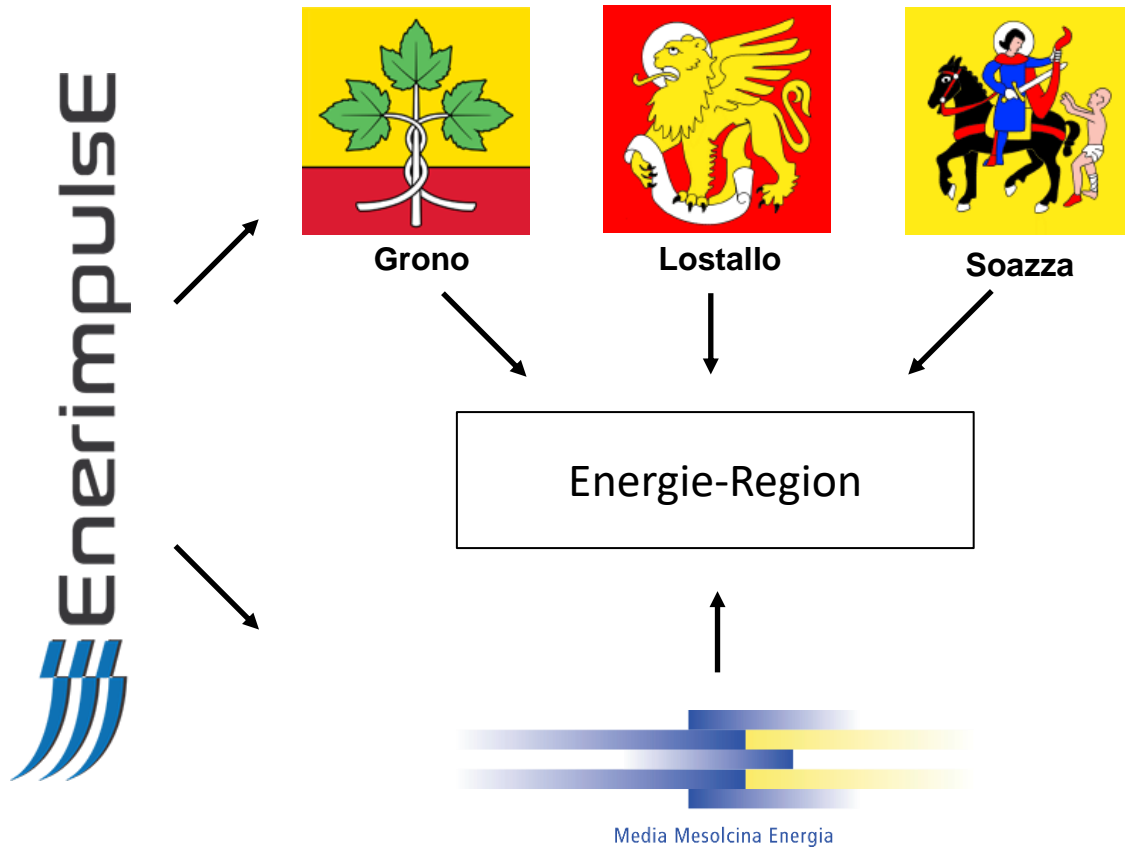 EnerimpulsE
Grono
Lostallo
Soazza
Energie-Region
Media Mesolcina Energia